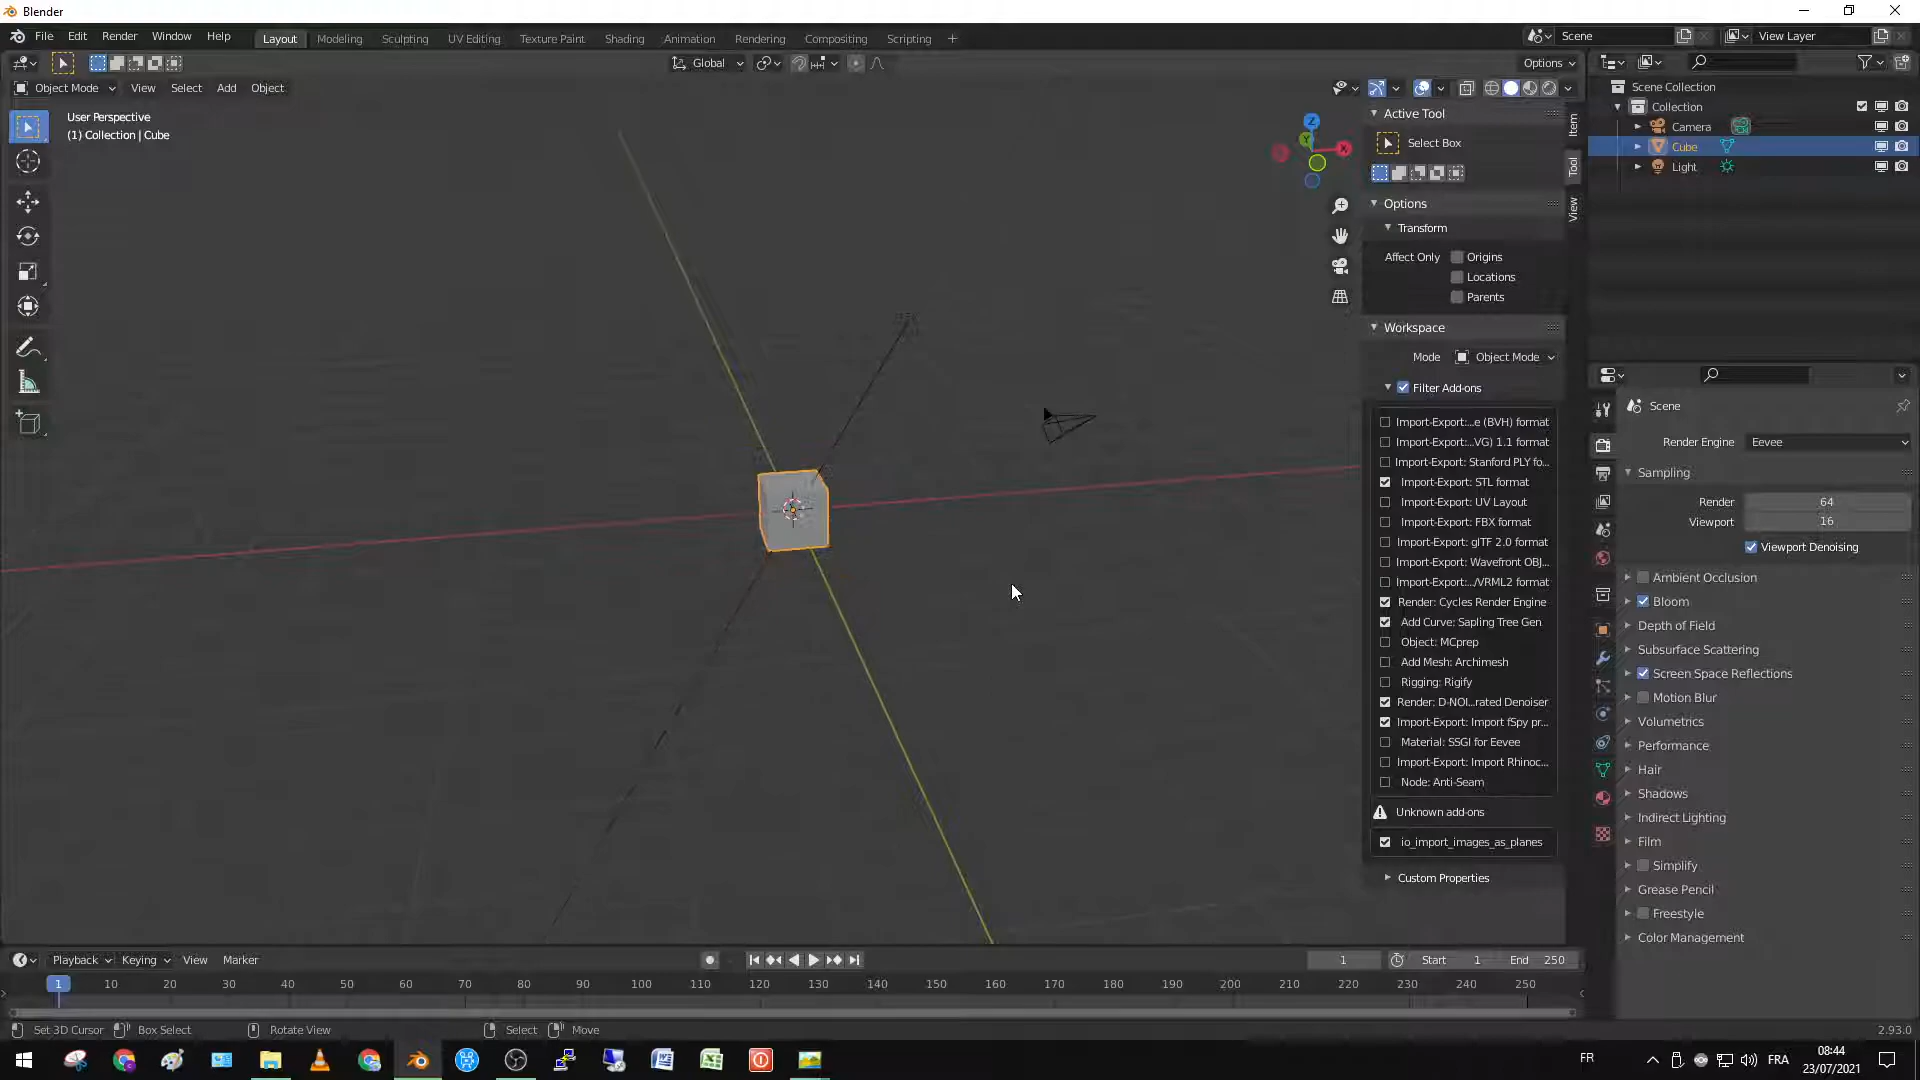 Blender
File Edit Render Window Help
Layout Modeling Sculpting UV Editing Texture Paint Shading Animation Rendering Compositing Scripting
Scene
View Layer
Global
Options
Object Mode View Select Add Object
User Perspective
(1) Collection | Cube
Z
Y
X
Active Tool
Select Box
Options
Transform
Affect Only Origins
Locations
Parents
Workspace
Mode Object Mode
Filter Add-ons
Import-Export:...e (BVH) format
Import-Export:...VG) 1.1 format
Import-Export: Stanford PLY fo...
Import-Export: STL format
Import-Export: UV Layout
Import-Export: FBX format
Import-Export: glTF 2.0 format
Import-Export: Wavefront OBJ...
Import-Export:.../VRML2 format
Render: Cycles Render Engine
Add Curve: Sapling Tree Gen
Object: MCprep
Add Mesh: Archimesh
Rigging: Rigify
Render: D-NOI...rated Denoiser
Import-Export: Import fSpy pr...
Material: SSGI for Eevee
Import-Export: Import Rhinoc...
Node: Anti-Seam
Unknown add-ons
io_import_images_as_planes
Custom Properties
Item
Tool
View
Scene Collection
Collection
Camera
Cube
Light
Scene
Render Engine Eevee
Sampling
Render 64
Viewport 16
Viewport Denoising
Ambient Occlusion
Bloom
Depth of Field
Subsurface Scattering
Screen Space Reflections
Motion Blur
Volumetrics
Performance
Hair
Shadows
Indirect Lighting
Film
Simplify
Grease Pencil
Freestyle
Color Management
Playback Keying View Marker
1 Start 1 End 250
1 10 20 30 40 50 60 70 80 90 100 110 120 130 140 150 160 170 180 190 200 210 220 230 240 250
Set 3D Cursor Box Select Rotate View Select Move
2.93.0
FR
FRA
08:44
23/07/2021